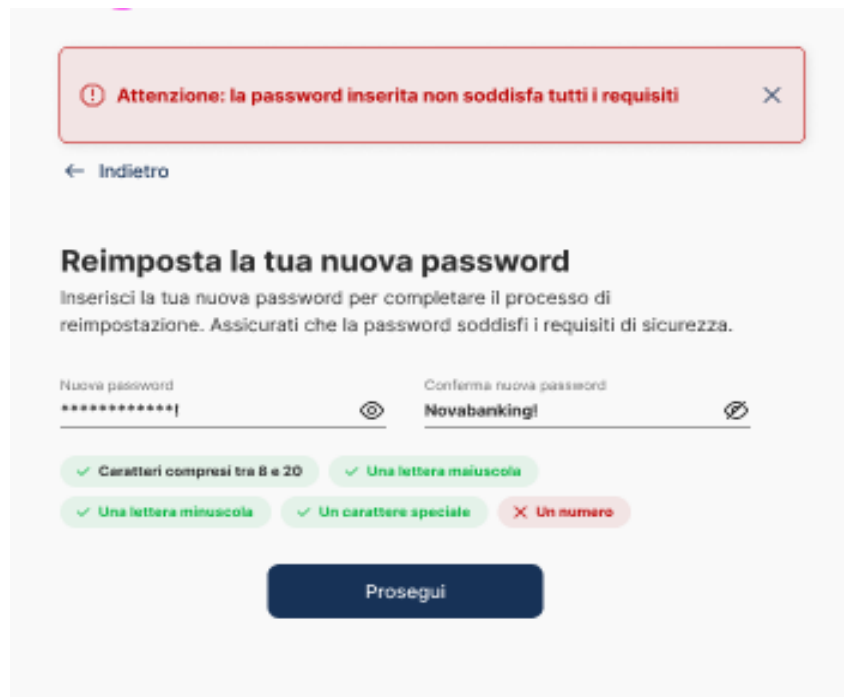 Attenzione: la password inserita non soddisfa tutti i requisiti
Indietro
Reimposta la tua nuova password
Inserisci la tua nuova password per completare il processo di
reimpostazione. Assicurati che la password soddisfi i requisiti di sicurezza.
Nuova password
Conferma nuova password
************!
Novabanking!
Caratteri compresi tra 8 e 20
Una lettera maiuscola
Una lettera minuscola
Un carattere speciale
Un numero
Prosegui